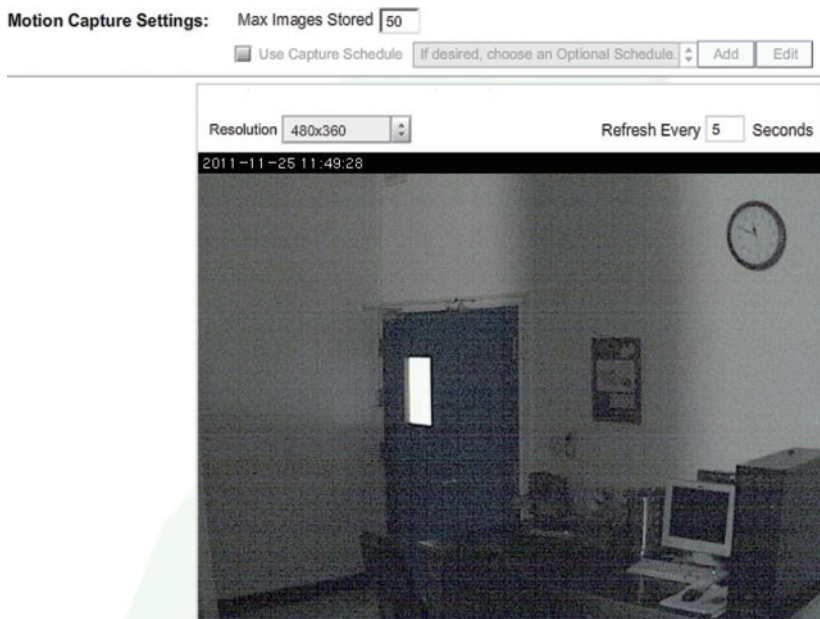 Motion Capture Settings: Max Images Stored 50
Use Capture Schedule If desired, choose an Optional Schedule. Add Edit
Resolution 480x360 Refresh Every 5 Seconds
2011-11-25 11:49:28